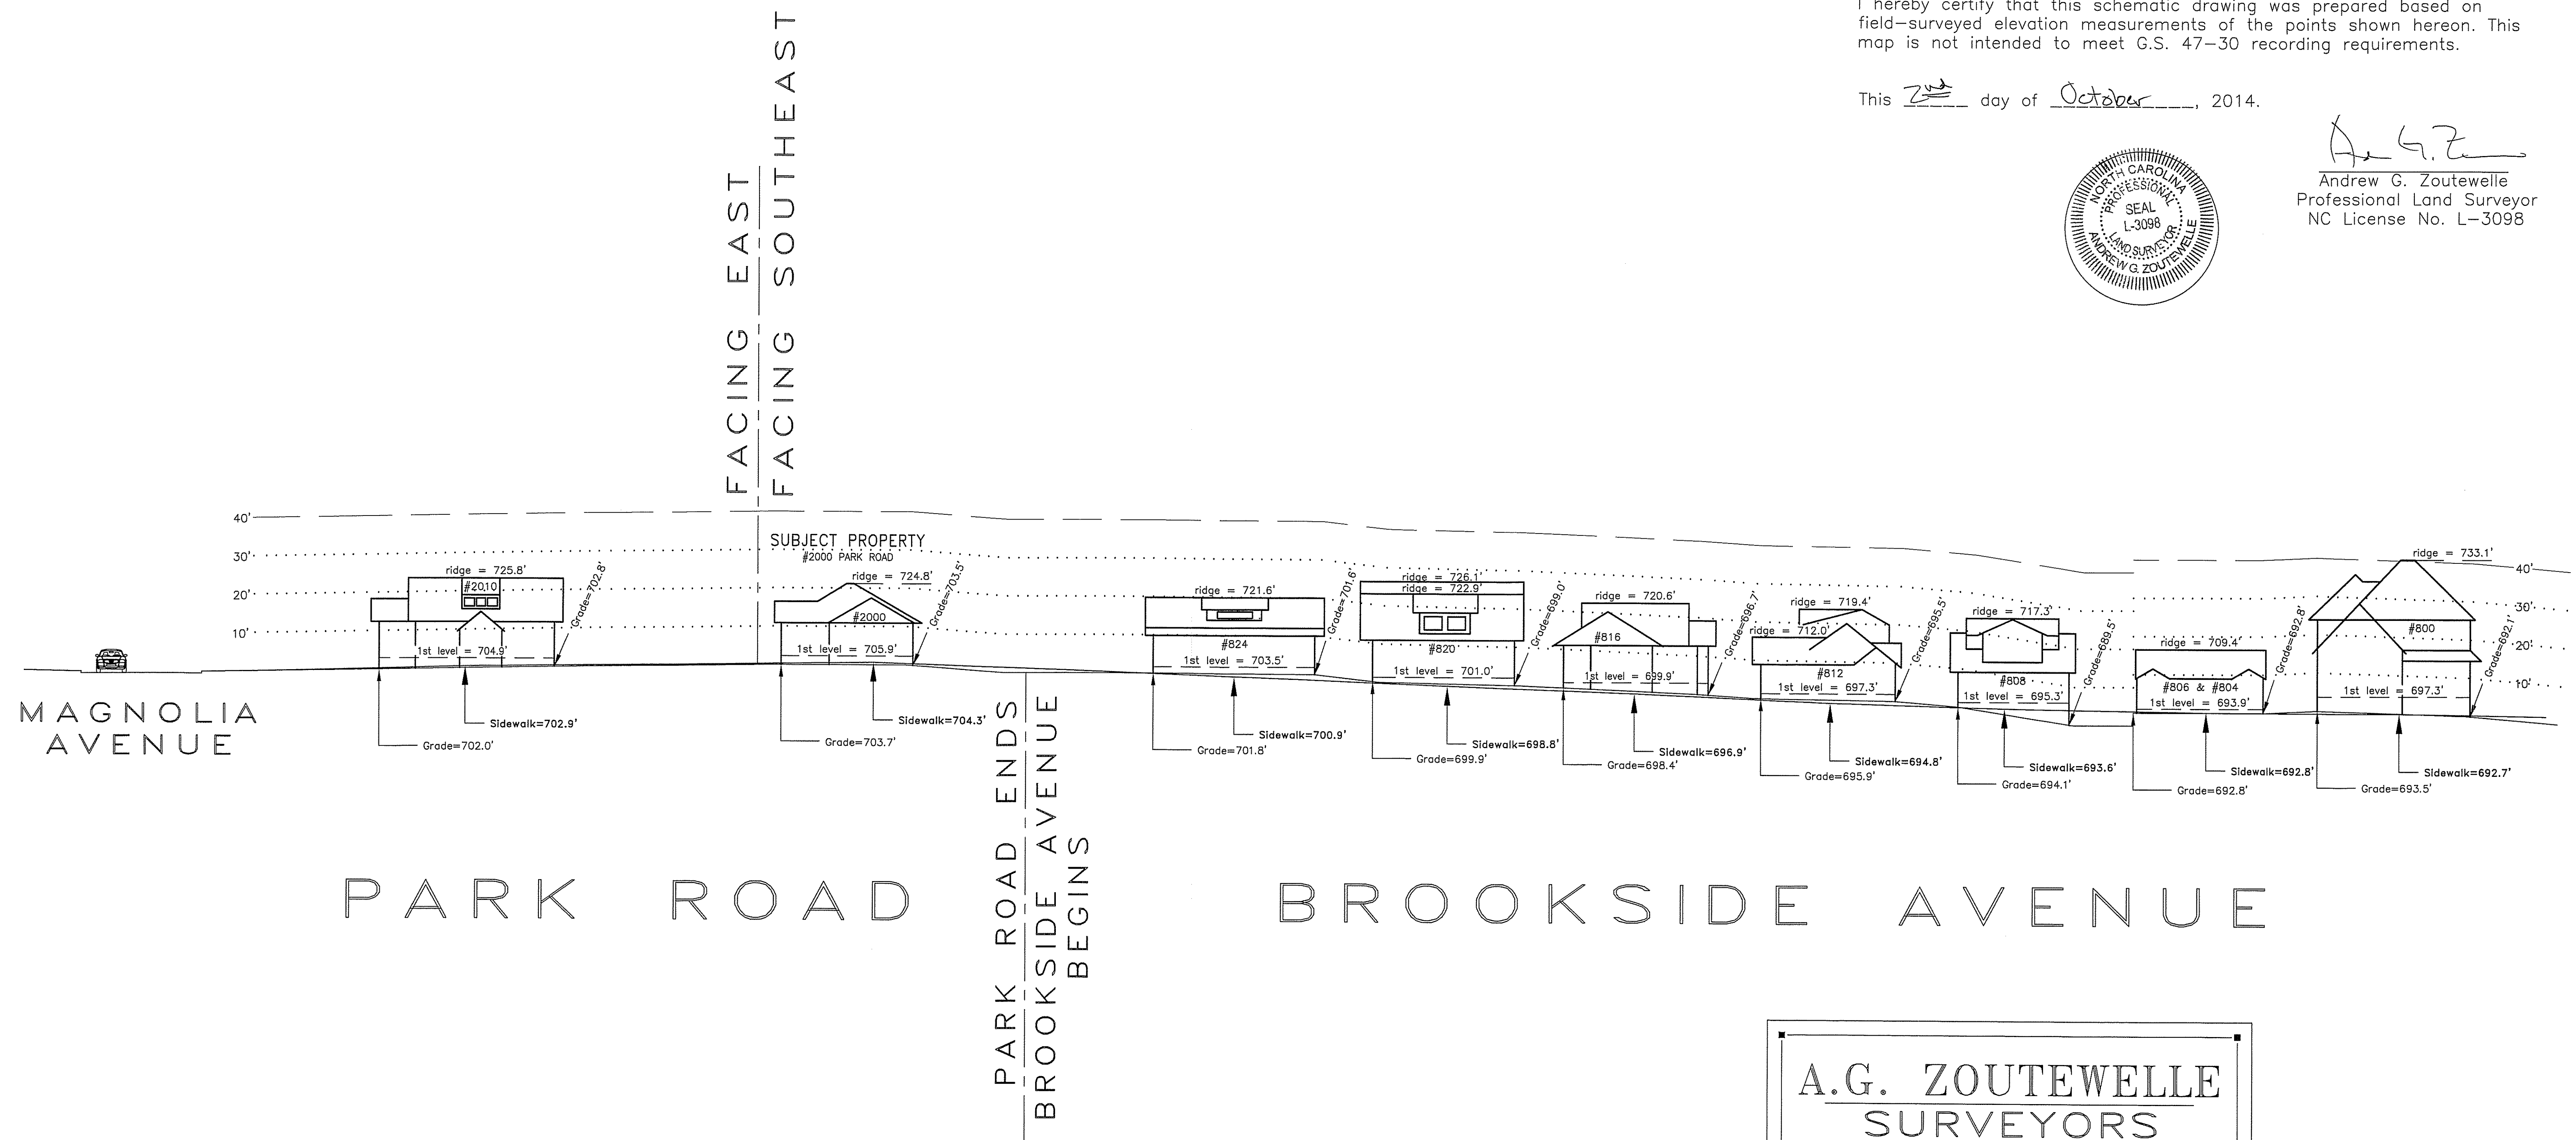 I hereby certify that this schematic drawing was prepared based on
field-surveyed elevation measurements of the points shown hereon. This
map is not intended to meet G.S. 47-30 recording requirements.
This 2nd day of October, 2014.
NORTH CAROLINA
PROFESSIONAL
SEAL
L-3098
LAND SURVEYOR
ANDREW G. ZOUTEWELLE
Andrew G. Zoutewelle
Professional Land Surveyor
NC License No. L-3098
FACING EAST
FACING SOUTHEAST
40'
30'
20'
10'
SUBJECT PROPERTY
#2000 PARK ROAD
ridge = 725.8'
#2010
1st level = 704.9'
Grade=702.8'
Sidewalk=702.9'
Grade=702.0'
ridge = 724.8'
#2000
1st level = 705.9'
Grade=703.5'
Sidewalk=704.3'
Grade=703.7'
ridge = 721.6'
#824
1st level = 703.5'
Grade=701.6'
Sidewalk=700.9'
Grade=701.8'
ridge = 726.1'
ridge = 722.9'
#820
1st level = 701.0'
Grade=699.0'
Sidewalk=698.8'
Grade=699.9'
ridge = 720.6'
#816
1st level = 699.9'
Grade=696.7'
Sidewalk=696.9'
Grade=698.4'
ridge = 719.4'
ridge = 712.0'
#812
1st level = 697.3'
Grade=695.5'
Sidewalk=694.8'
Grade=695.9'
ridge = 717.3'
#808
1st level = 695.3'
Grade=689.5'
Sidewalk=693.6'
Grade=694.1'
ridge = 709.4'
#806 & #804
1st level = 693.9'
Grade=692.8'
Sidewalk=692.8'
Grade=692.8'
ridge = 733.1'
#800
1st level = 697.3'
Grade=692.1'
Sidewalk=692.7'
Grade=693.5'
40'
30'
20'
10'
MAGNOLIA
AVENUE
PARK ROAD ENDS
BROOKSIDE AVENUE
BEGINS
PARK ROAD
BROOKSIDE AVENUE
A.G. ZOUTEWELLE
SURVEYORS